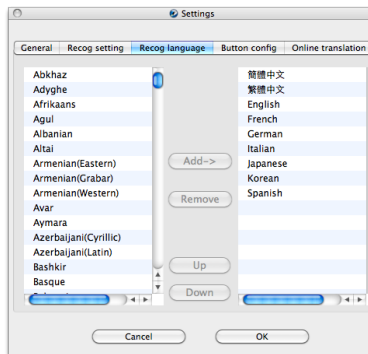 Settings
General Recog setting Recog language Button config Online translation
Abkhaz
Adyghe
Afrikaans
Agul
Albanian
Altai
Armenian(Eastern)
Armenian(Grabar)
Armenian(Western)
Avar
Aymara
Azerbaijani(Cyrillic)
Azerbaijani(Latin)
Bashkir
Basque
Add->
Remove
Up
Down
簡體中文
繁體中文
English
French
German
Italian
Japanese
Korean
Spanish
Cancel OK